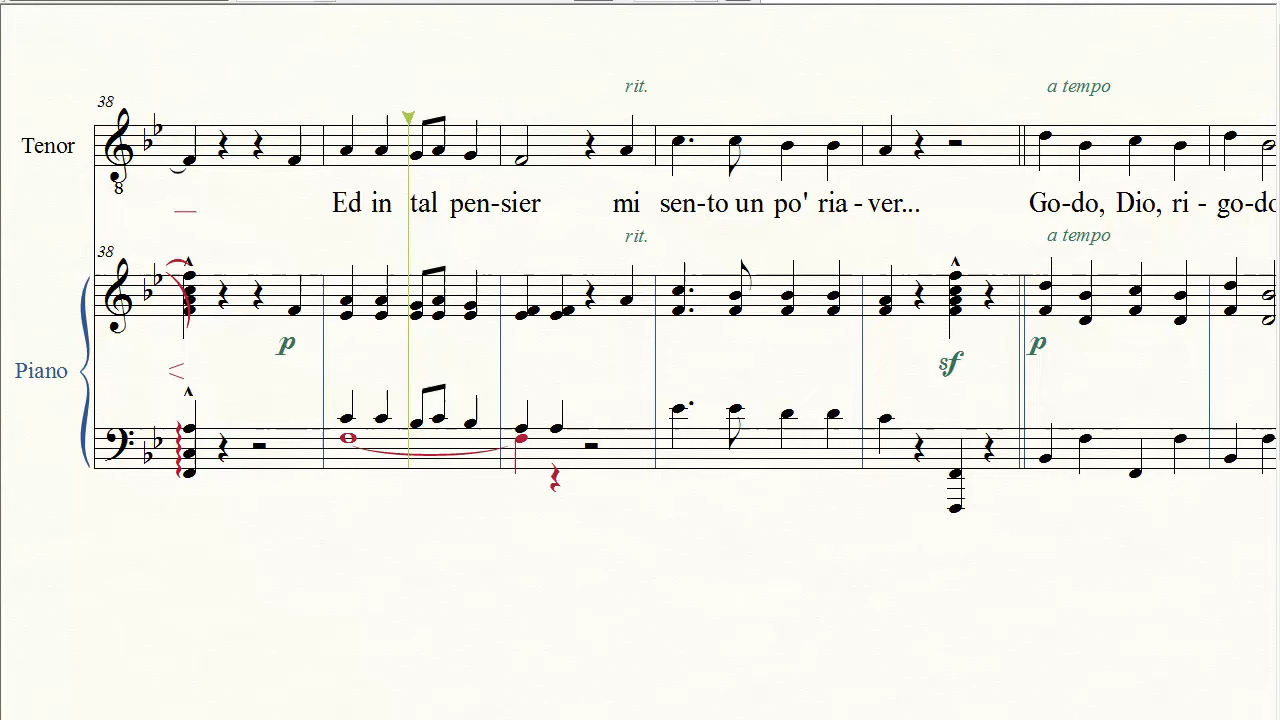 rit. a tempo
38
Tenor
8
Ed in tal pen-sier mi sen-to un po' ria - ver... Go-do, Dio, ri - go-do
rit. a tempo
38
p p
Piano sf